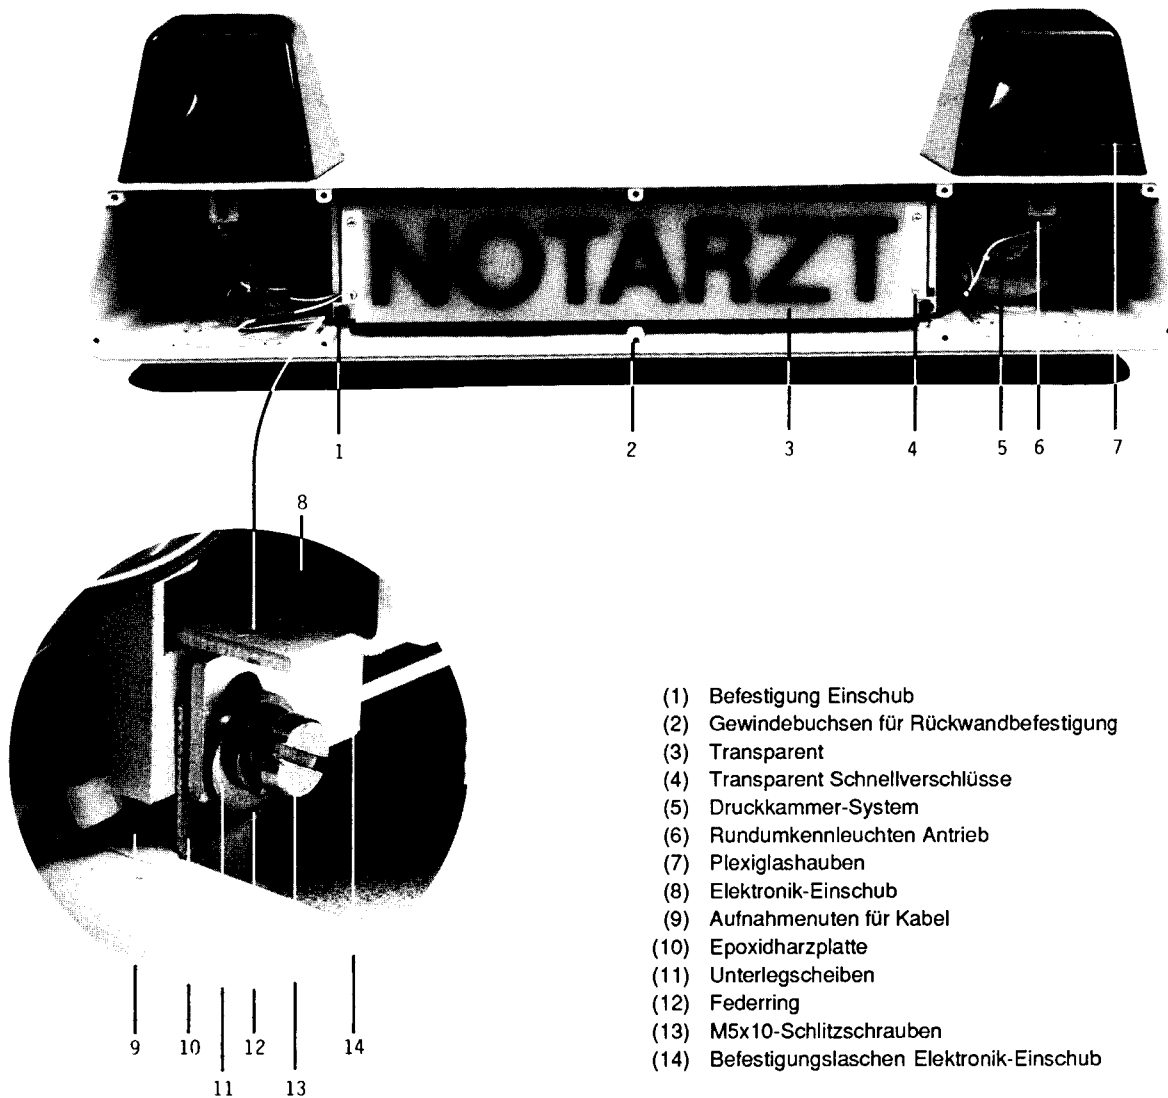 NOTARZT
1 2 3 4 5 6 7
8
9 10 12 14
11 13
(1) Befestigung Einschub
(2) Gewindebuchsen für Rückwandbefestigung
(3) Transparent
(4) Transparent Schnellverschlüsse
(5) Druckkammer-System
(6) Rundumkennleuchten Antrieb
(7) Plexiglashauben
(8) Elektronik-Einschub
(9) Aufnahmenuten für Kabel
(10) Epoxidharzplatte
(11) Unterlegscheiben
(12) Federring
(13) M5x10-Schlitzschrauben
(14) Befestigungslaschen Elektronik-Einschub